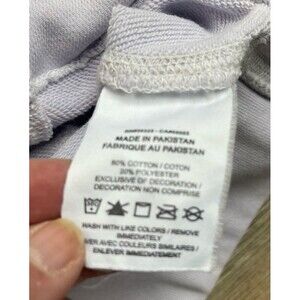 MADE IN PAKISTAN
FABRIQUE AU PAKISTAN
80% COTTON / COTON
20% POLYESTER
EXCLUSIVE OF DECORATION /
DECORATION NON COMPRISE
WASH WITH LIKE COLORS / REMOVE
IMMEDIATELY
AVEC COULEURS SIMILAIRES /
ENLEVER IMMEDIATEMENT